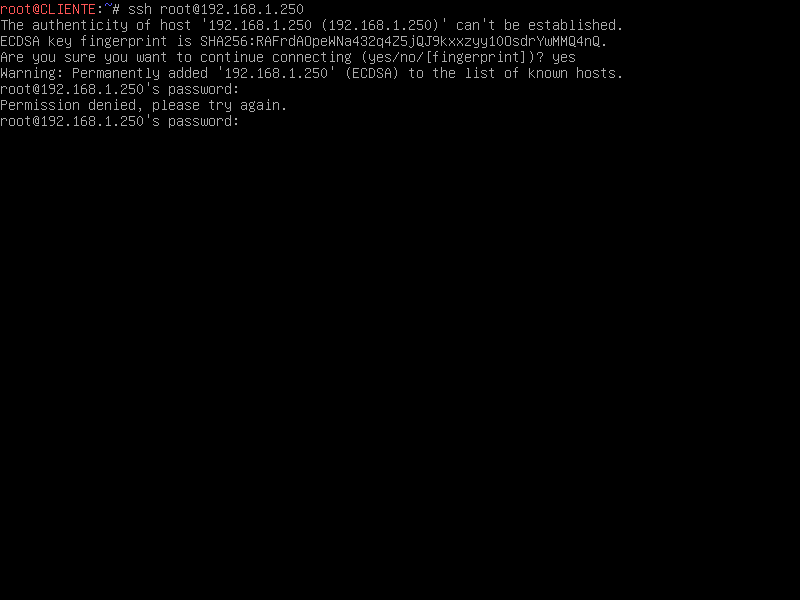 root@CLIENTE:~# ssh root@192.168.1.250
The authenticity of host '192.168.1.250 (192.168.1.250)' can't be established.
ECDSA key fingerprint is SHA256:RAFrdAOpeWNa432q4Z5jQJ9kxxzyy10OsdrYwMMQ4nQ.
Are you sure you want to continue connecting (yes/no/[fingerprint])? yes
Warning: Permanently added '192.168.1.250' (ECDSA) to the list of known hosts.
root@192.168.1.250's password:
Permission denied, please try again.
root@192.168.1.250's password: